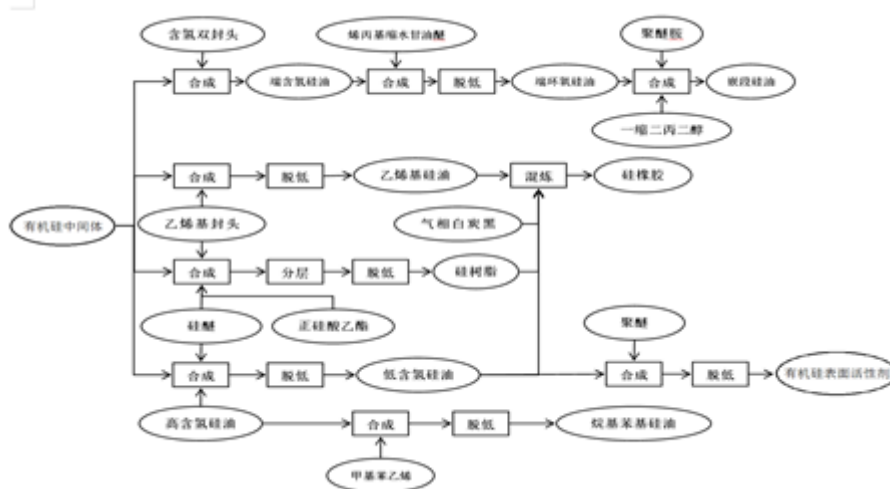 含氢双封头
烯丙基缩水甘油醚
聚醚胺
合成
端含氢硅油
合成
脱低
端环氧硅油
合成
嵌段硅油
一缩二丙二醇
合成
脱低
乙烯基硅油
混炼
硅橡胶
有机硅中间体
乙烯基封头
气相白炭黑
合成
分层
脱低
硅树脂
硅醚
正硅酸乙酯
聚醚
合成
脱低
低含氢硅油
合成
脱低
有机硅表面活性剂
高含氢硅油
合成
脱低
烷基苯基硅油
甲基苯乙烯